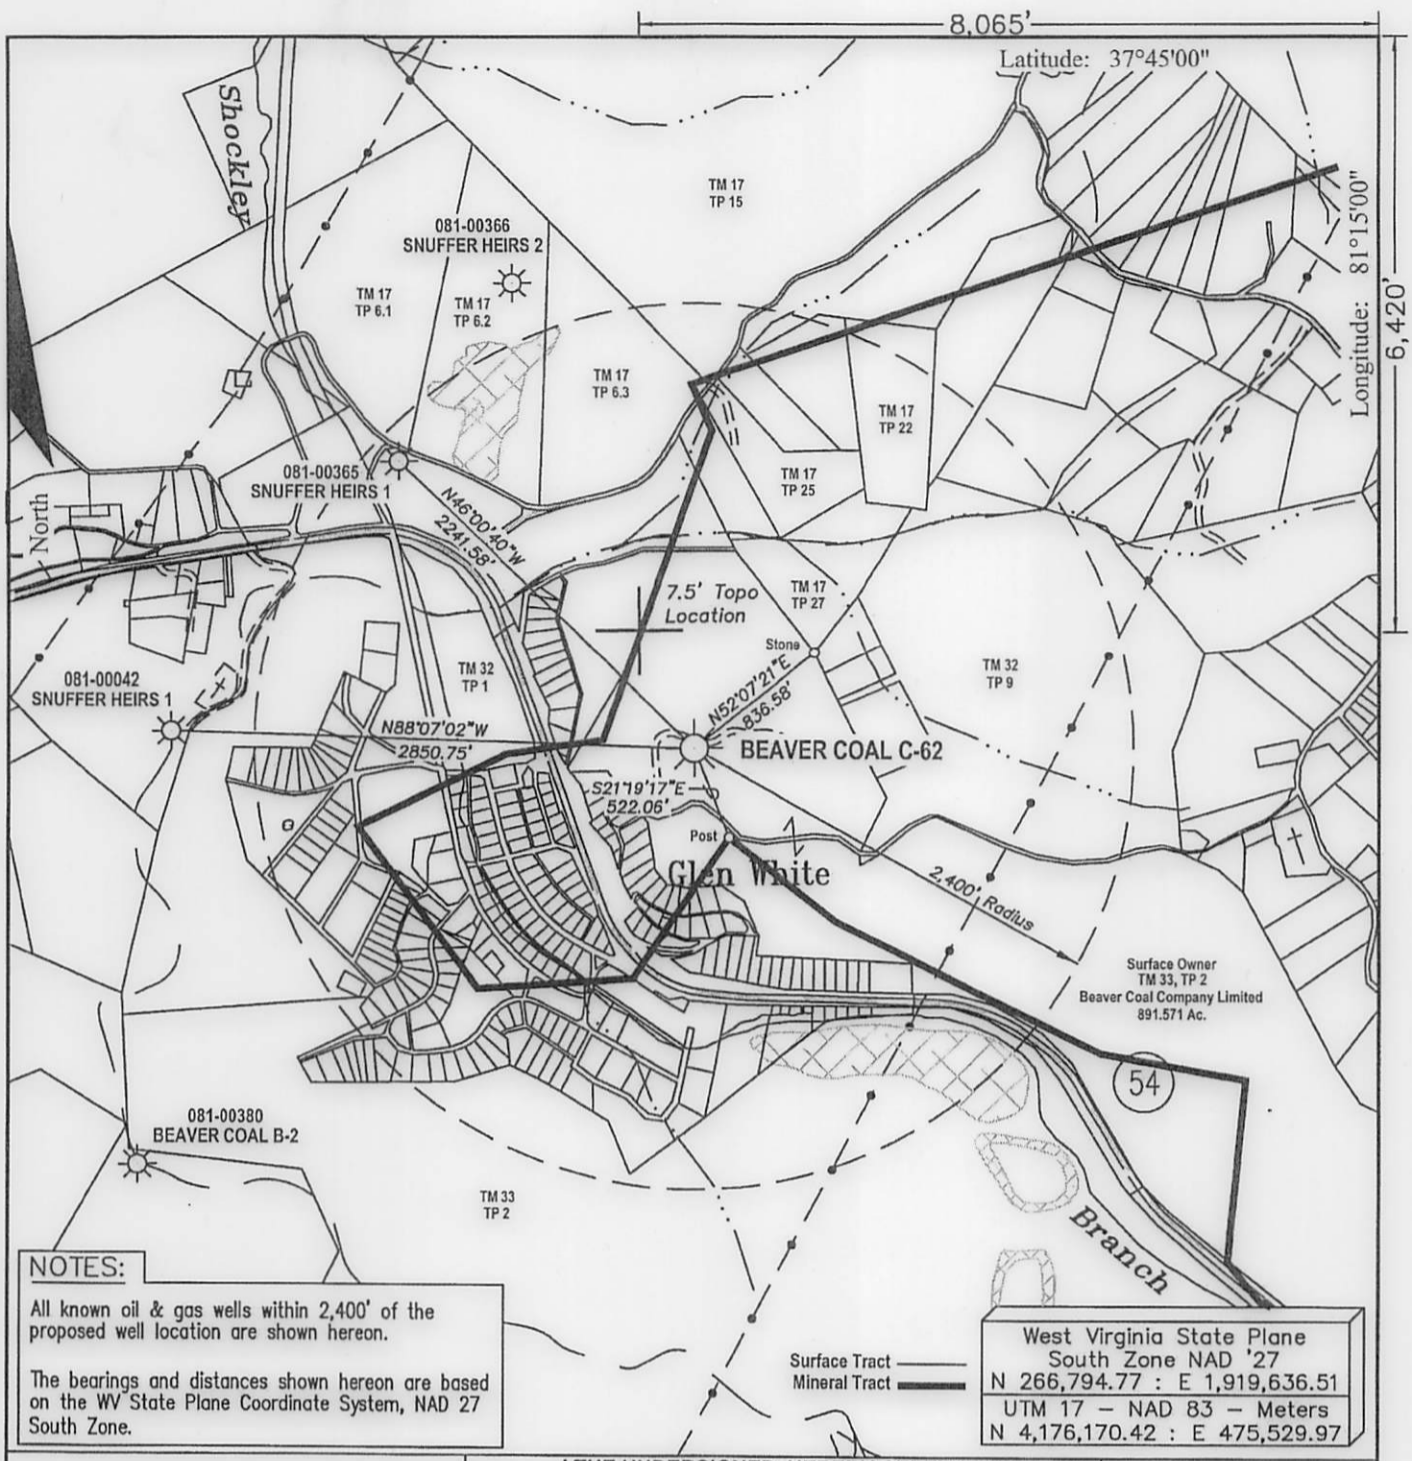 8,065'
Latitude: 37°45'00"
Longitude: 81°15'00"
6,420'
Shockley
TM 17
TP 15
081-00366
SNUFFER HEIRS 2
TM 17
TP 6.1
TM 17
TP 6.2
TM 17
TP 6.3
TM 17
TP 22
081-00365
SNUFFER HEIRS 1
TM 17
TP 25
North
N46°00'40"W
2241.58'
7.5' Topo
Location
TM 17
TP 27
Stone
TM 32
TP 1
TM 32
TP 9
081-00042
SNUFFER HEIRS 1
N52°07'21"E
836.58'
N88°07'02"W
2850.75'
BEAVER COAL C-62
S21°19'17"E
522.06'
G
Post
Glen White
2,400' Radius
Surface Owner
TM 33, TP 2
Beaver Coal Company Limited
891.571 Ac.
54
081-00380
BEAVER COAL B-2
TM 33
TP 2
Branch
NOTES:
All known oil & gas wells within 2,400' of the
proposed well location are shown hereon.
The bearings and distances shown hereon are based
on the WV State Plane Coordinate System, NAD 27
South Zone.
Surface Tract
Mineral Tract
West Virginia State Plane
South Zone NAD '27
N 266,794.77 : E 1,919,636.51
UTM 17 – NAD 83 – Meters
N 4,176,170.42 : E 475,529.97